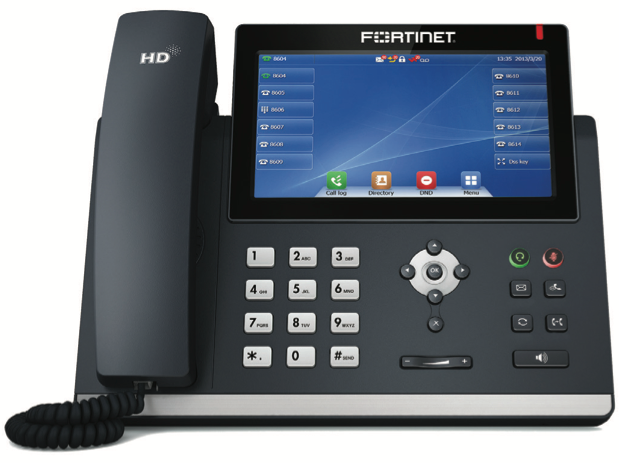 HD
FORTINET
8604
13:35 2013/3/20
8604
8610
8605
8611
8606
8612
8607
8613
8608
8614
8609
Dss key
Call log
Directory
DND
Menu
1
2 ABC
3 DEF
4 GHI
5 JKL
6 MNO
7 PQRS
8 TUV
9 WXYZ
*.
0
# SEND
OK
- +